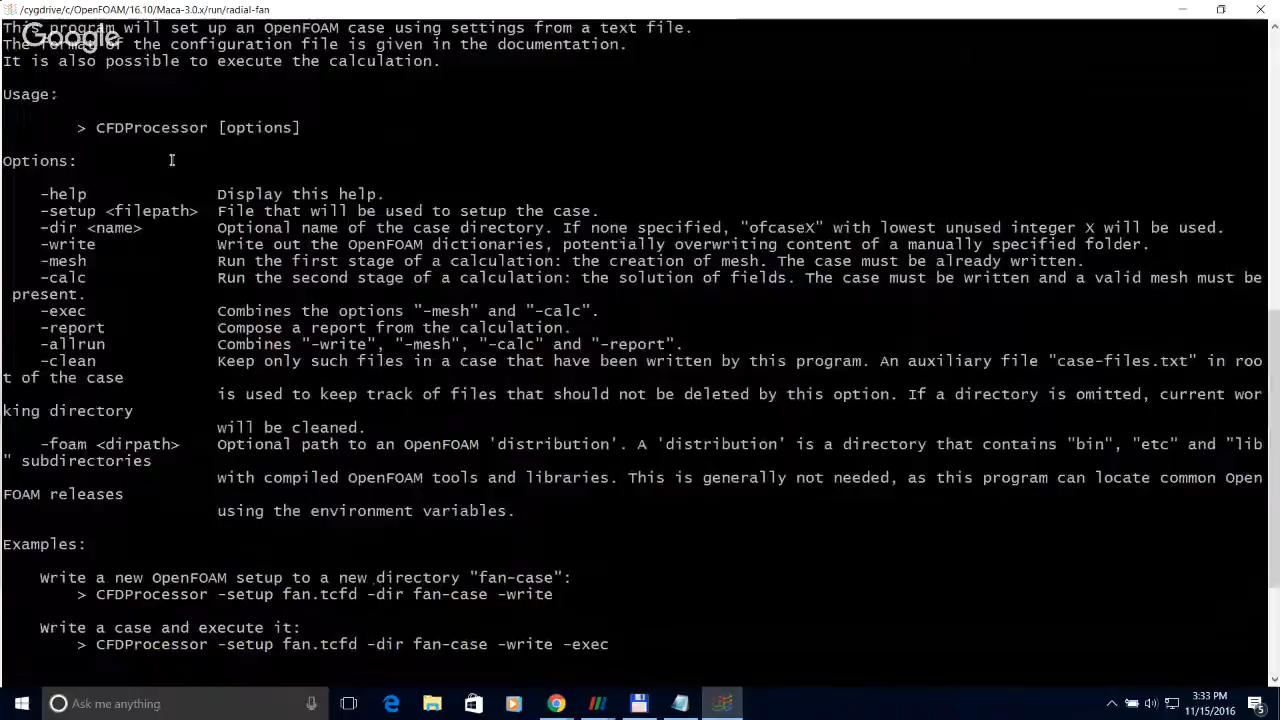 /cygdrive/c/OpenFOAM/16.10/Maca-3.0.x/run/radial-fan
This program will set up an OpenFOAM case using settings from a text file.
Google
The format of the configuration file is given in the documentation.
It is also possible to execute the calculation.
Usage:
> CFDProcessor [options]
Options:
-help Display this help.
-setup <filepath> File that will be used to setup the case.
-dir <name> Optional name of the case directory. If none specified, "ofcaseX" with lowest unused integer X will be used.
-write Write out the OpenFOAM dictionaries, potentially overwriting content of a manually specified folder.
-mesh Run the first stage of a calculation: the creation of mesh. The case must be already written.
-calc Run the second stage of a calculation: the solution of fields. The case must be written and a valid mesh must be
present.
-exec Combines the options "-mesh" and "-calc".
-report Compose a report from the calculation.
-allrun Combines "-write", "-mesh", "-calc" and "-report".
-clean Keep only such files in a case that have been written by this program. An auxiliary file "case-files.txt" in roo
t of the case
is used to keep track of files that should not be deleted by this option. If a directory is omitted, current wor
king directory
will be cleaned.
-foam <dirpath> Optional path to an OpenFOAM 'distribution'. A 'distribution' is a directory that contains "bin", "etc" and "lib
" subdirectories
with compiled OpenFOAM tools and libraries. This is generally not needed, as this program can locate common Open
FOAM releases
using the environment variables.
Examples:
Write a new OpenFOAM setup to a new directory "fan-case":
> CFDProcessor -setup fan.tcfd -dir fan-case -write
Write a case and execute it:
> CFDProcessor -setup fan.tcfd -dir fan-case -write -exec
Ask me anything
3:33 PM
11/15/2016
5